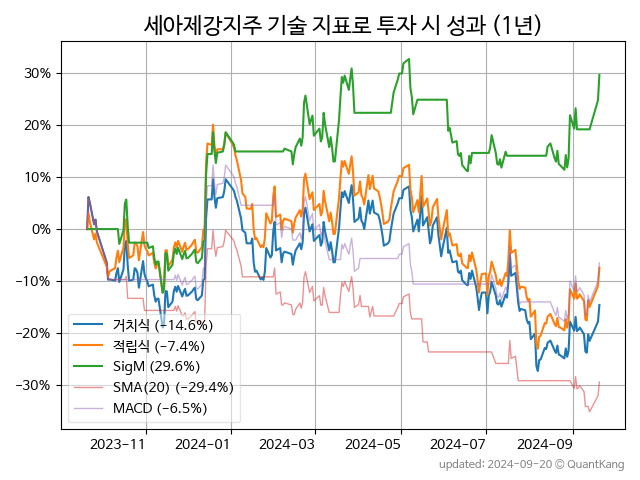 세아제강지주 기술 지표로 투자 시 성과 (1년)
30%
20%
10%
0%
−10%
−20%
−30%
거치식 (−14.6%)
적립식 (−7.4%)
SigM (29.6%)
SMA(20) (−29.4%)
MACD (−6.5%)
2023-11
2024-01
2024-03
2024-05
2024-07
2024-09
updated: 2024-09-20 © QuantKang